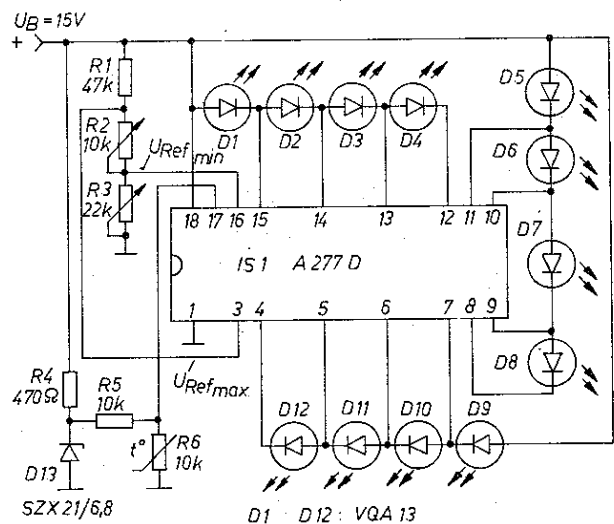 U_B = 15V
+
R1
47k
R2
10k
U_Ref min
R3
22k
D1
D2
D3
D4
D5
D6
D7
D8
18
17
16
15
14
13
12
11
10
IS 1 A 277 D
1
3
4
5
6
7
8
9
U_Ref max.
R4
470Ω
R5
10k
t°
R6
10k
D12
D11
D10
D9
D13
SZX 21/6,8
D1 D12 : VQA 13